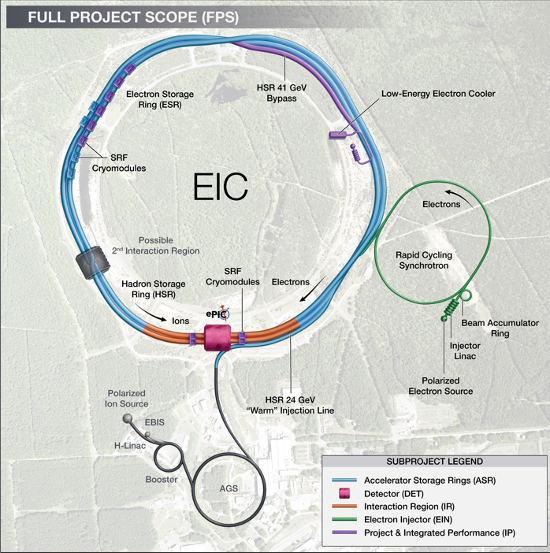 FULL PROJECT SCOPE (FPS)
HSR 41 GeV
Bypass
Low-Energy Electron Cooler
Electron Storage
Ring (ESR)
SRF
Cryomodules
EIC
Electrons
Rapid Cycling
Synchrotron
Possible
2nd Interaction Region
Hadron Storage
Ring (HSR)
Ions
SRF
Cryomodules
Electrons
ePIC
Beam Accumulator
Ring
Injector
Linac
Polarized
Electron Source
HSR 24 GeV
"Warm" Injection Line
Polarized
Ion Source
EBIS
H-Linac
Booster
AGS
SUBPROJECT LEGEND
Accelerator Storage Rings (ASR)
Detector (DET)
Interaction Region (IR)
Electron Injector (EIN)
Project & Integrated Performance (IP)